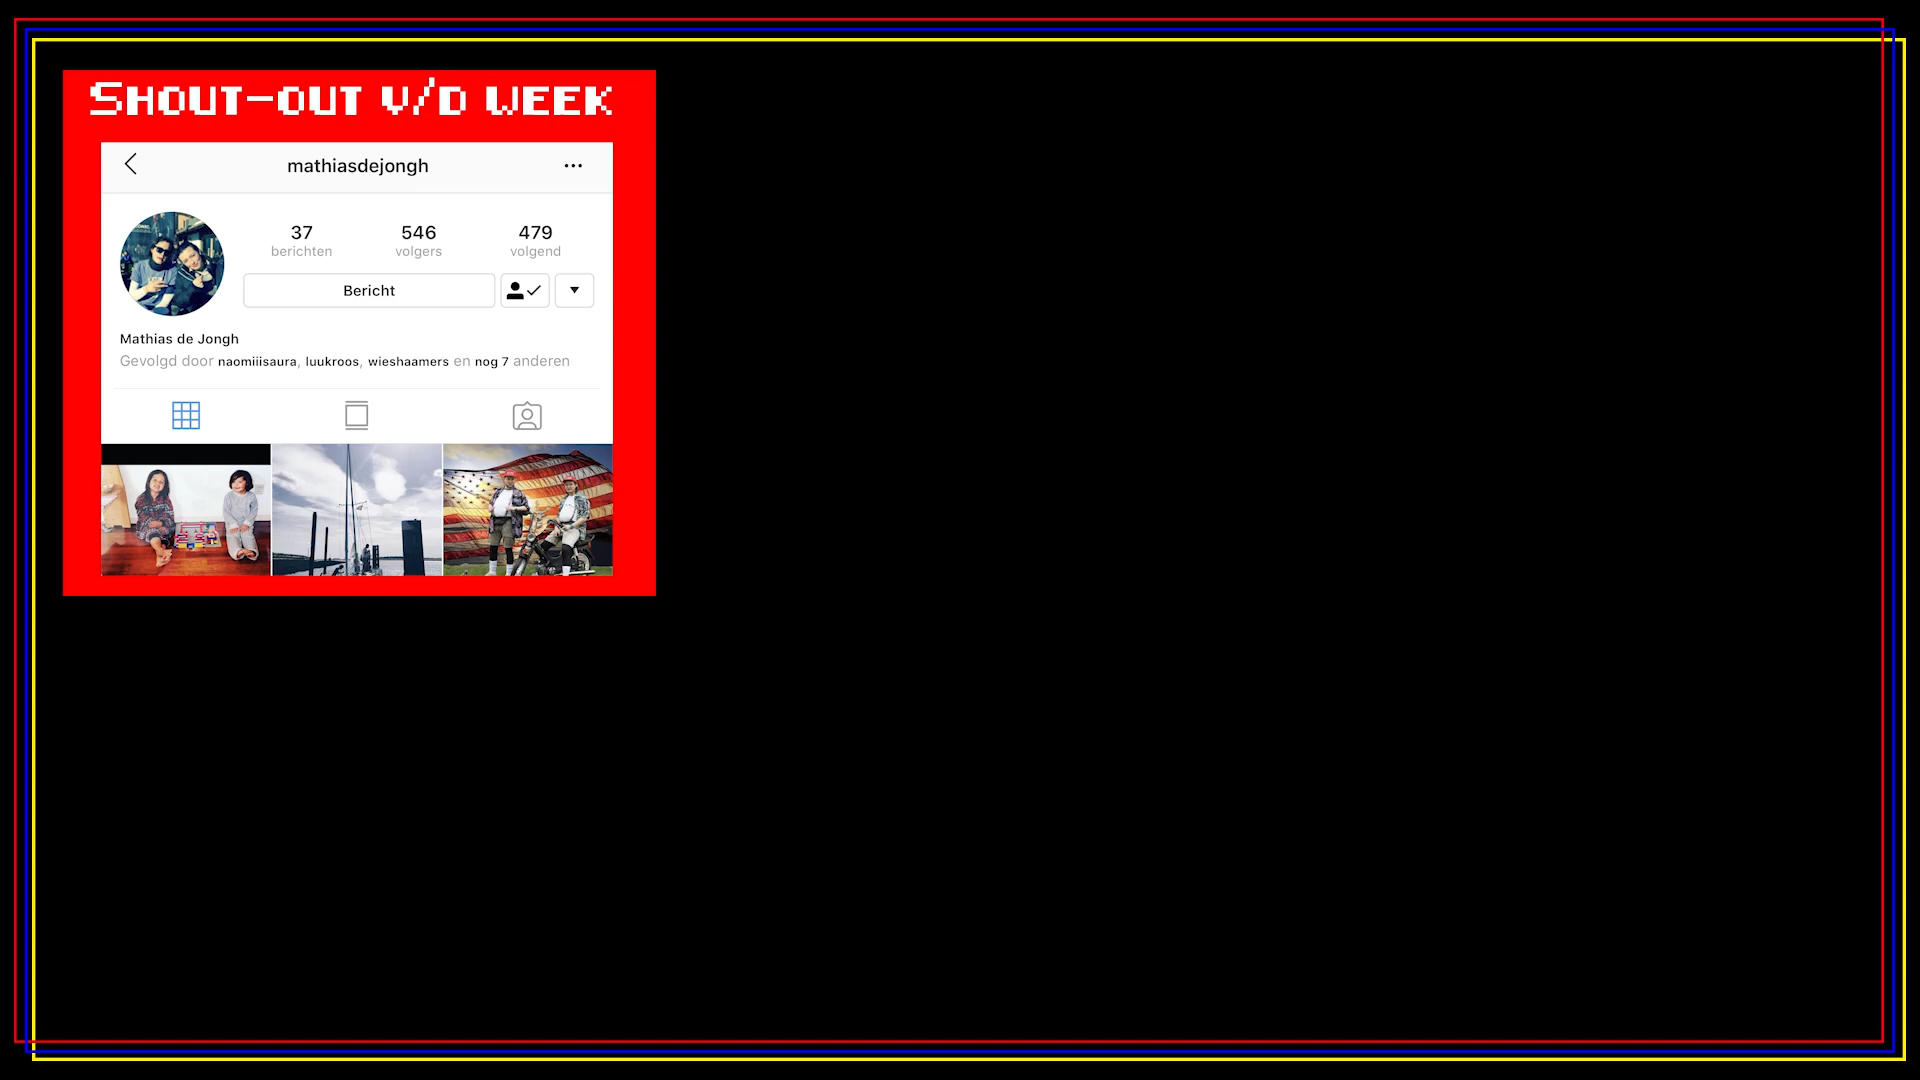 SHOUT-OUT V/D WEEK
mathiasdejongh
37 546 479
berichten volgers volgend
Bericht
Mathias de Jongh
Gevolgd door naomiiisaura, luukroos, wieshaamers en nog 7 anderen